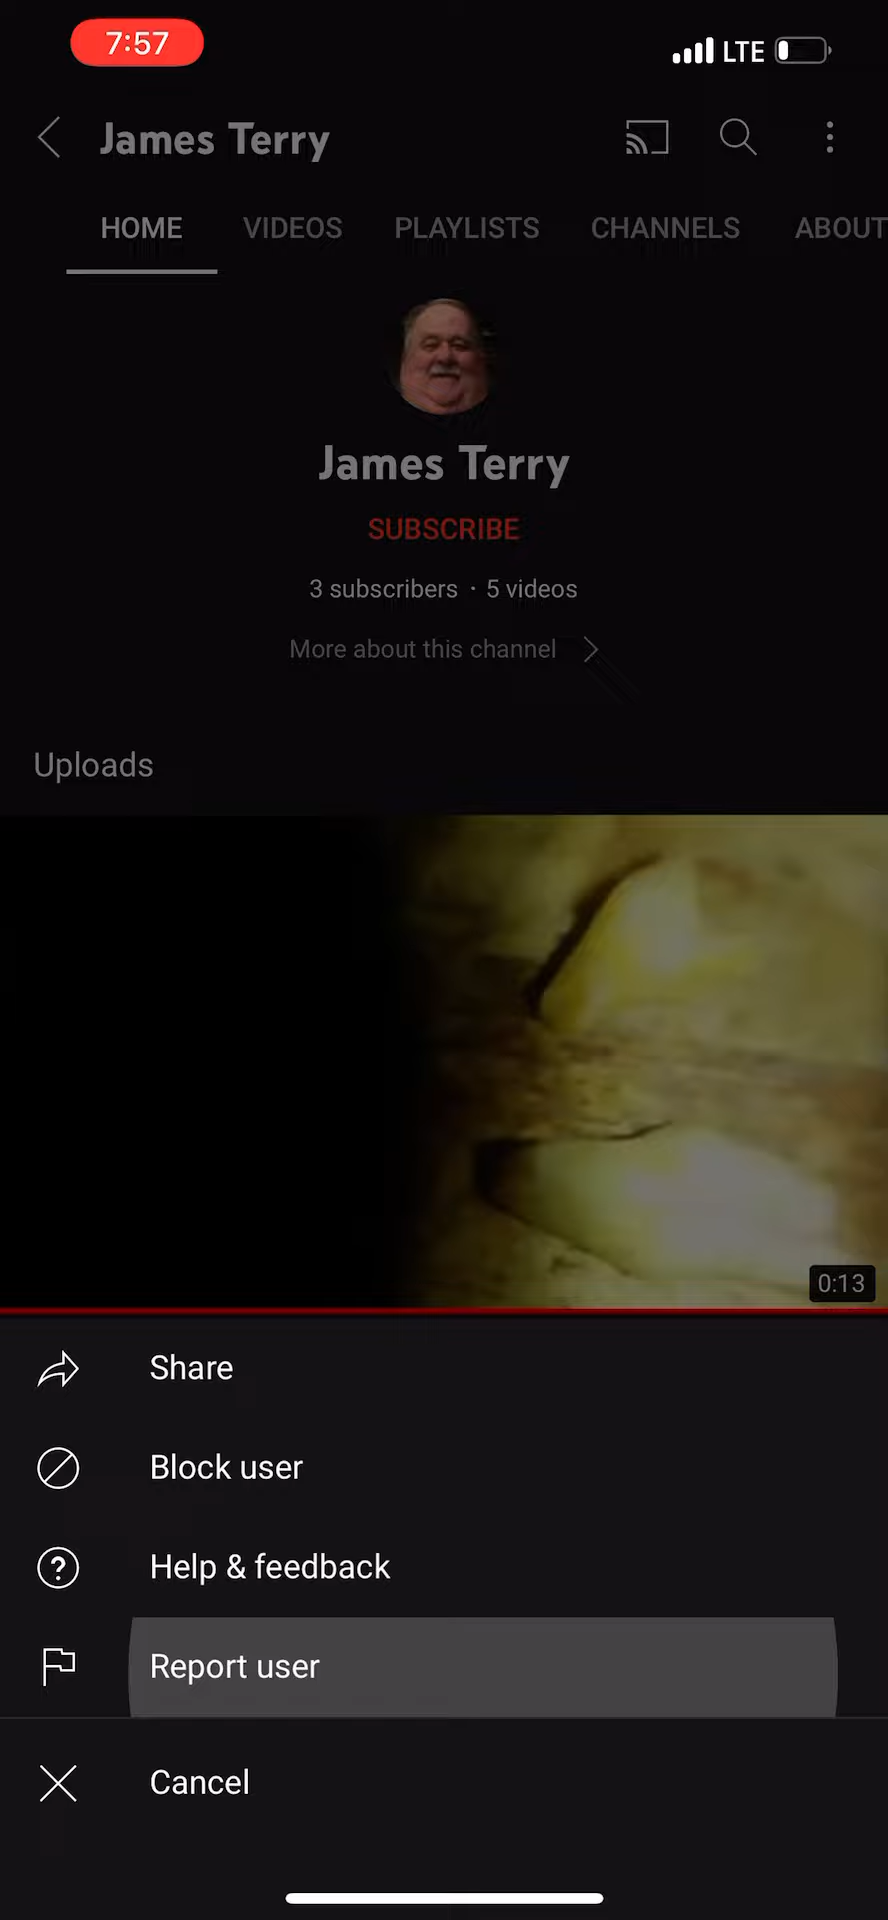 7:57
LTE
James Terry
HOME VIDEOS PLAYLISTS CHANNELS ABOUT
James Terry
SUBSCRIBE
3 subscribers · 5 videos
More about this channel
Uploads
0:13
Share
Block user
Help & feedback
Report user
Cancel